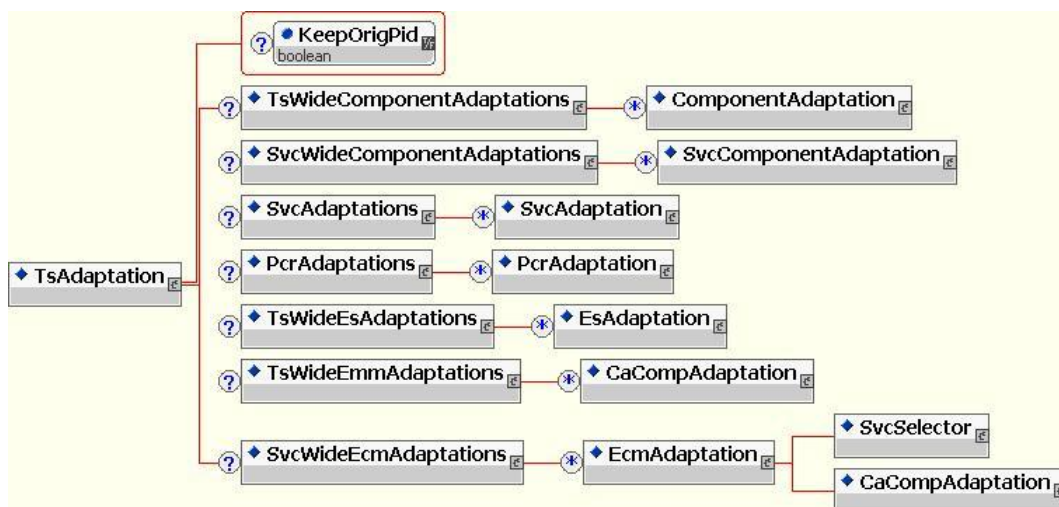 ? KeepOrigPid
boolean
? TsWideComponentAdaptations * ComponentAdaptation
? SvcWideComponentAdaptations * SvcComponentAdaptation
? SvcAdaptations * SvcAdaptation
TsAdaptation
? PcrAdaptations * PcrAdaptation
? TsWideEsAdaptations * EsAdaptation
? TsWideEmmAdaptations * CaCompAdaptation
? SvcWideEcmAdaptations * EcmAdaptation
SvcSelector
CaCompAdaptation